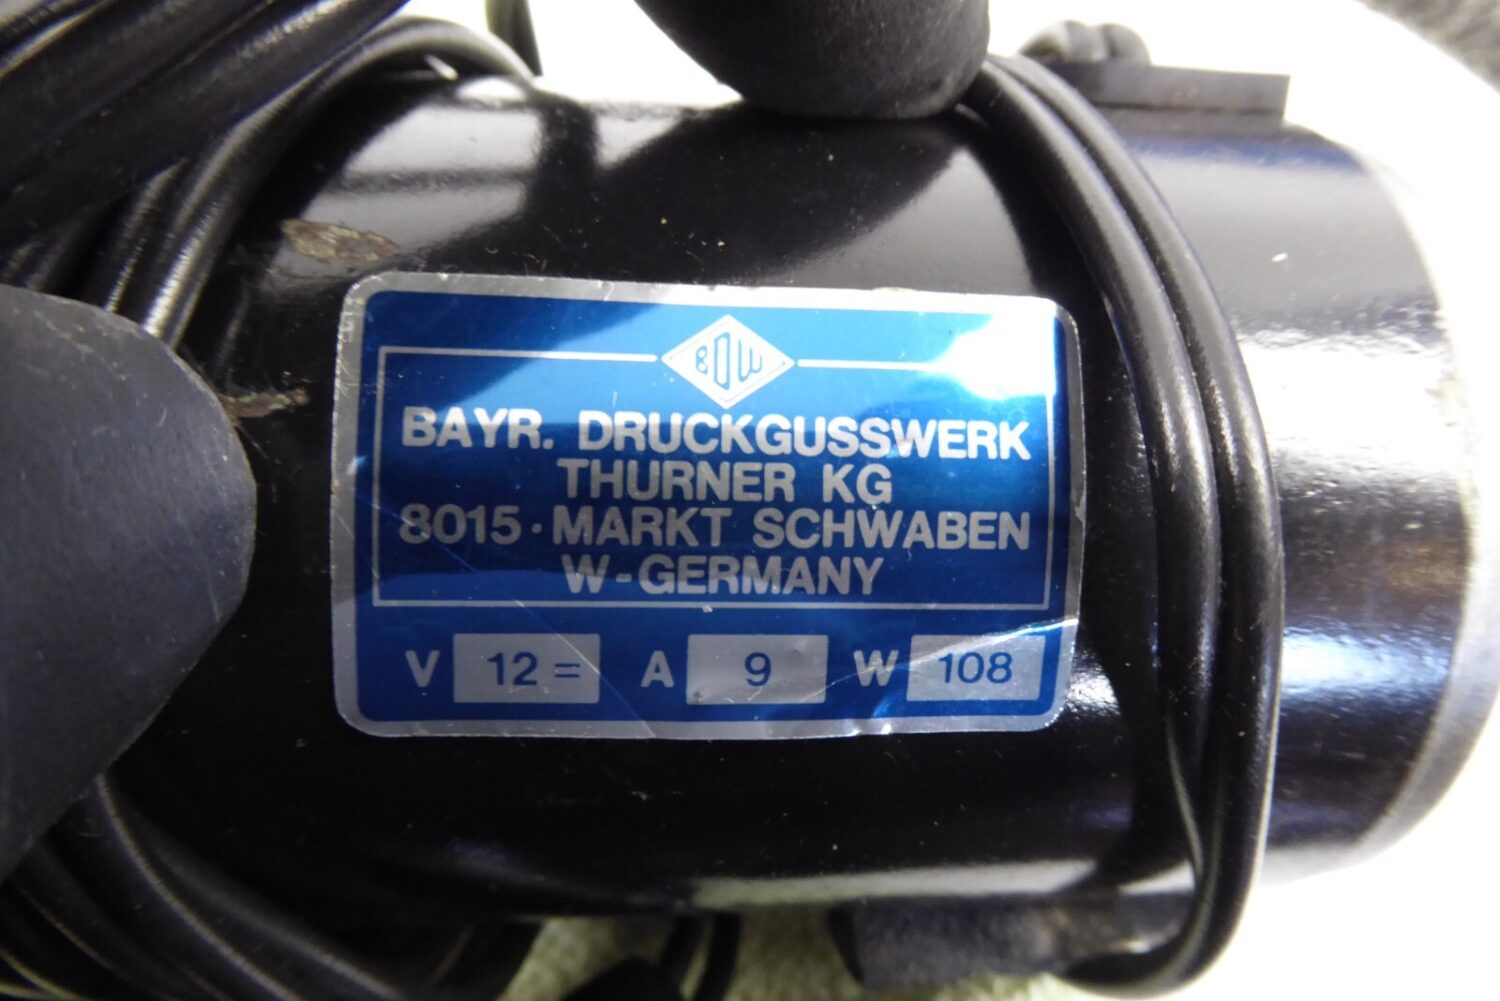 BDW
BAYR. DRUCKGUSSWERK
THURNER KG
8015 · MARKT SCHWABEN
W-GERMANY
V 12= A 9 W 108